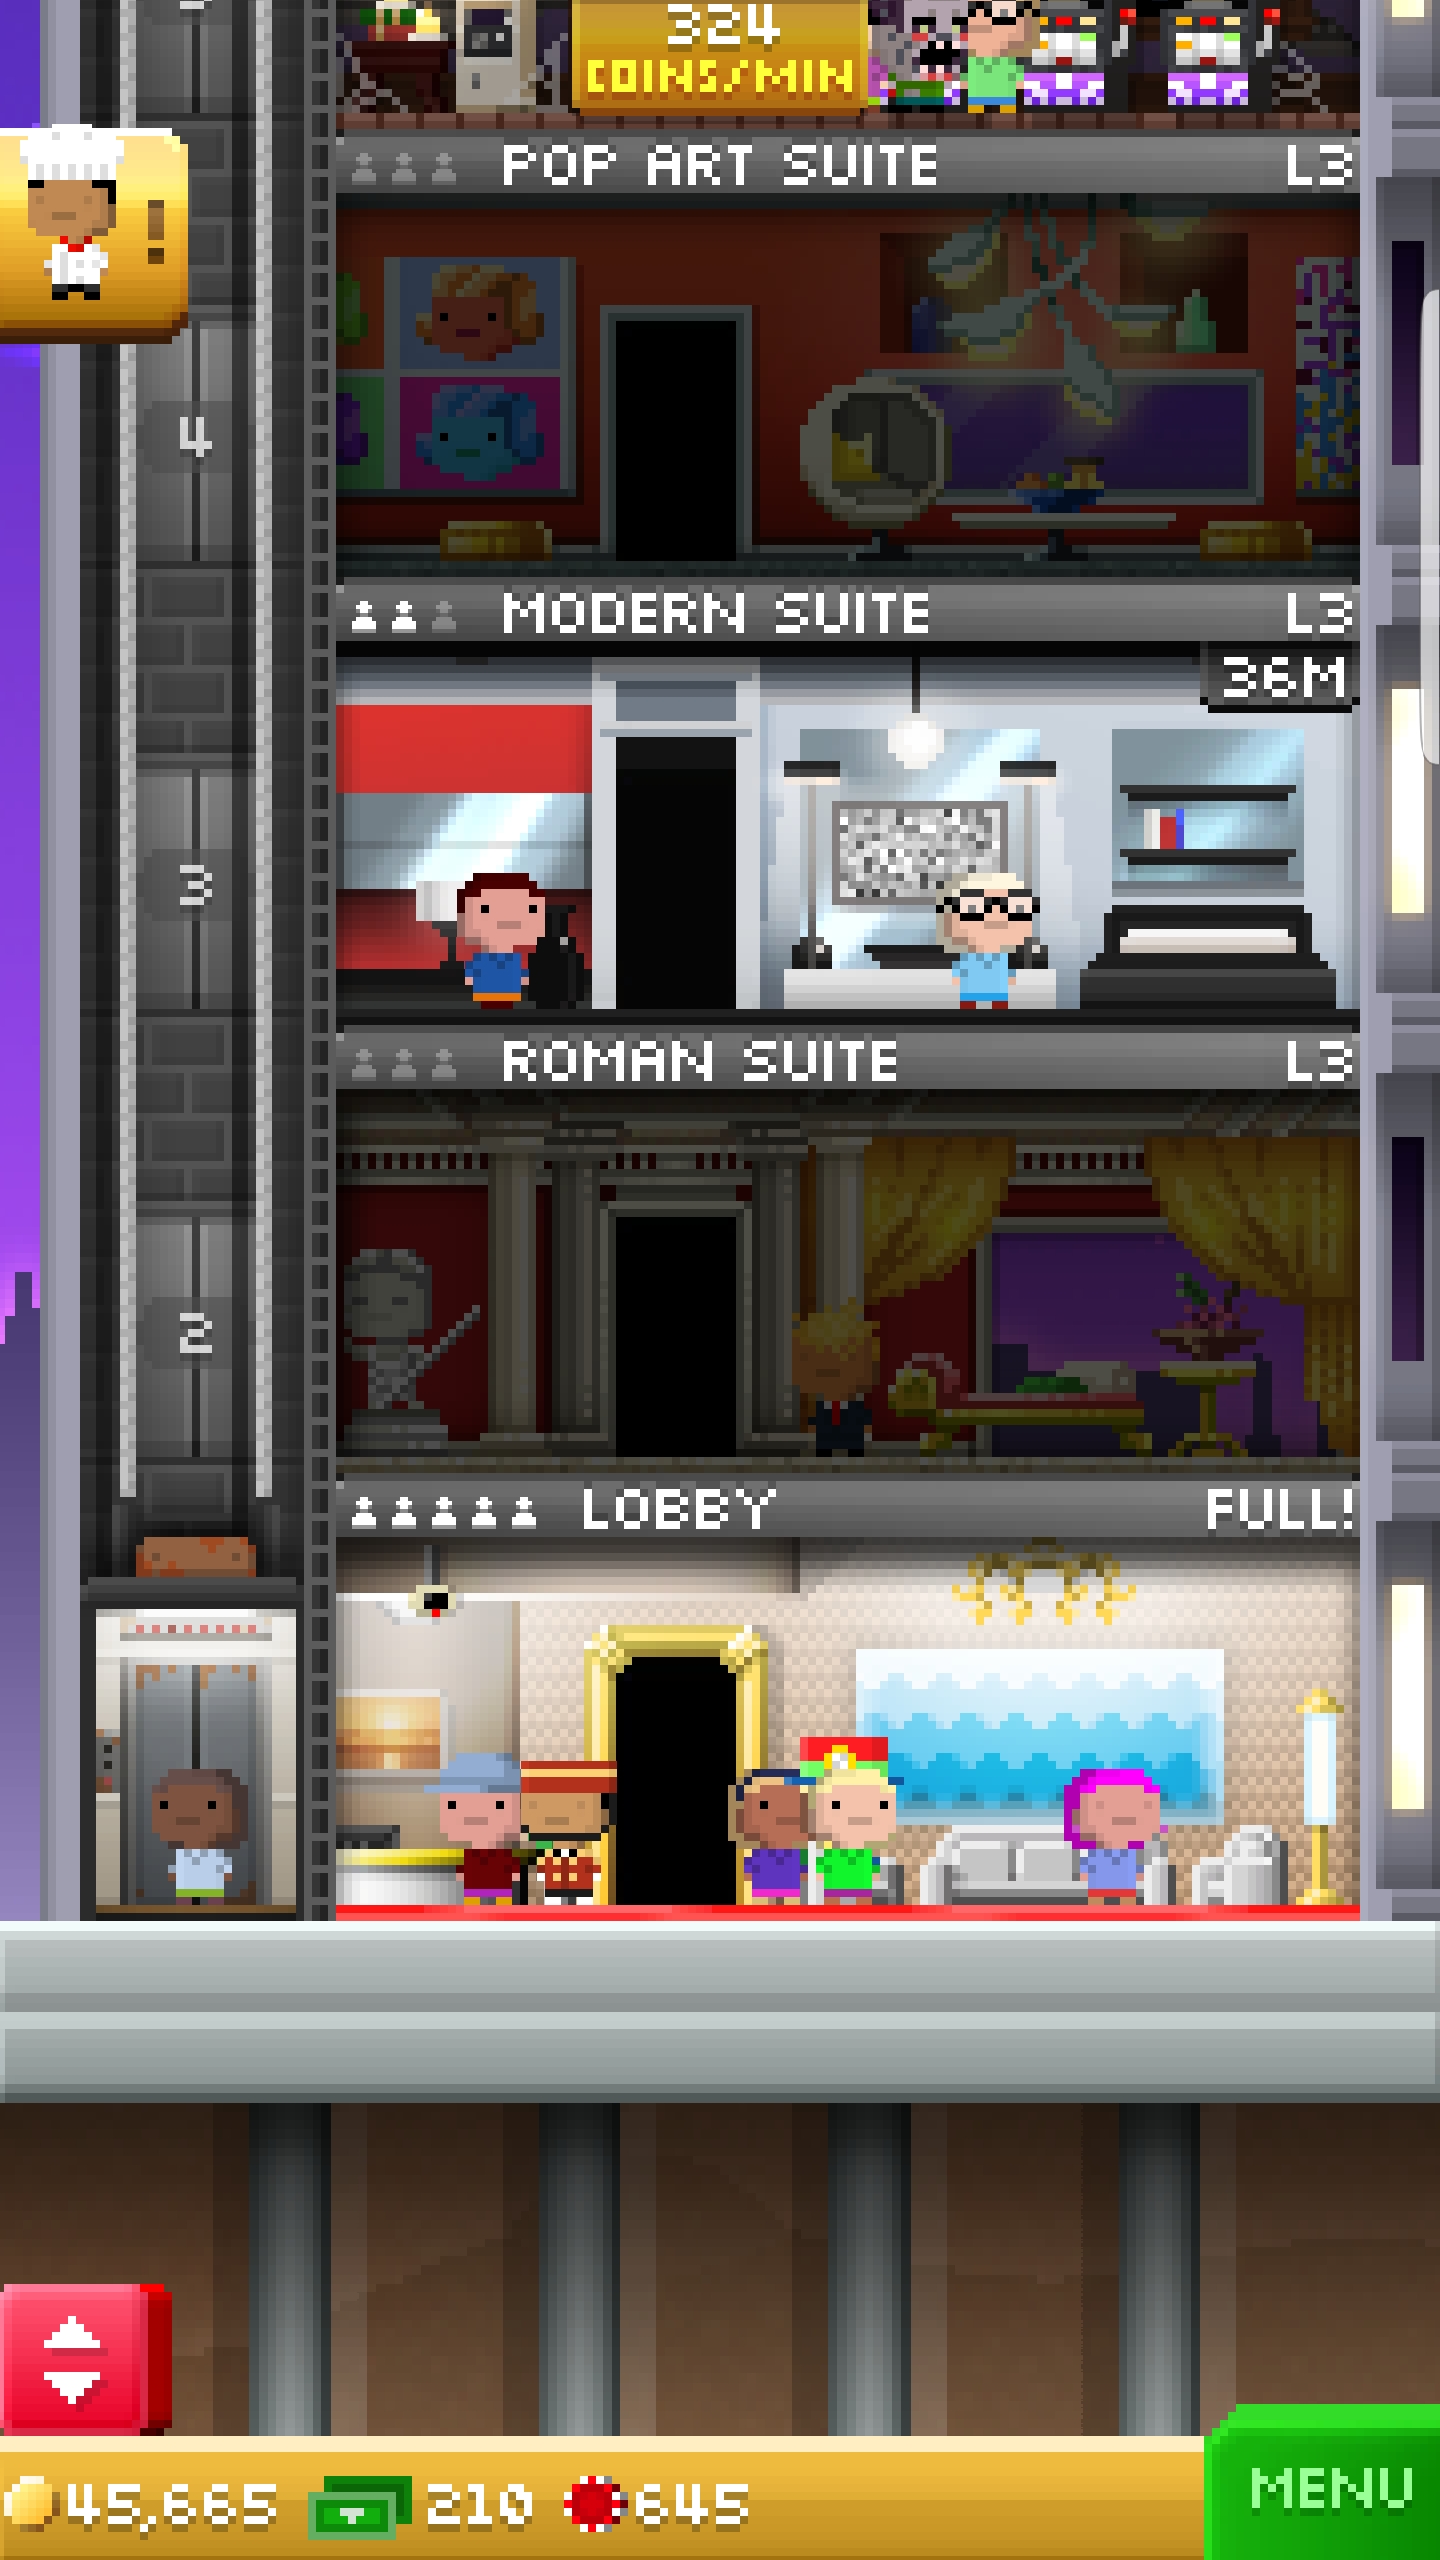 324
COINS/MIN
POP ART SUITE L3
!
4
MODERN SUITE L3
36M
3
ROMAN SUITE L3
2
LOBBY FULL!
45,665 210 645
MENU